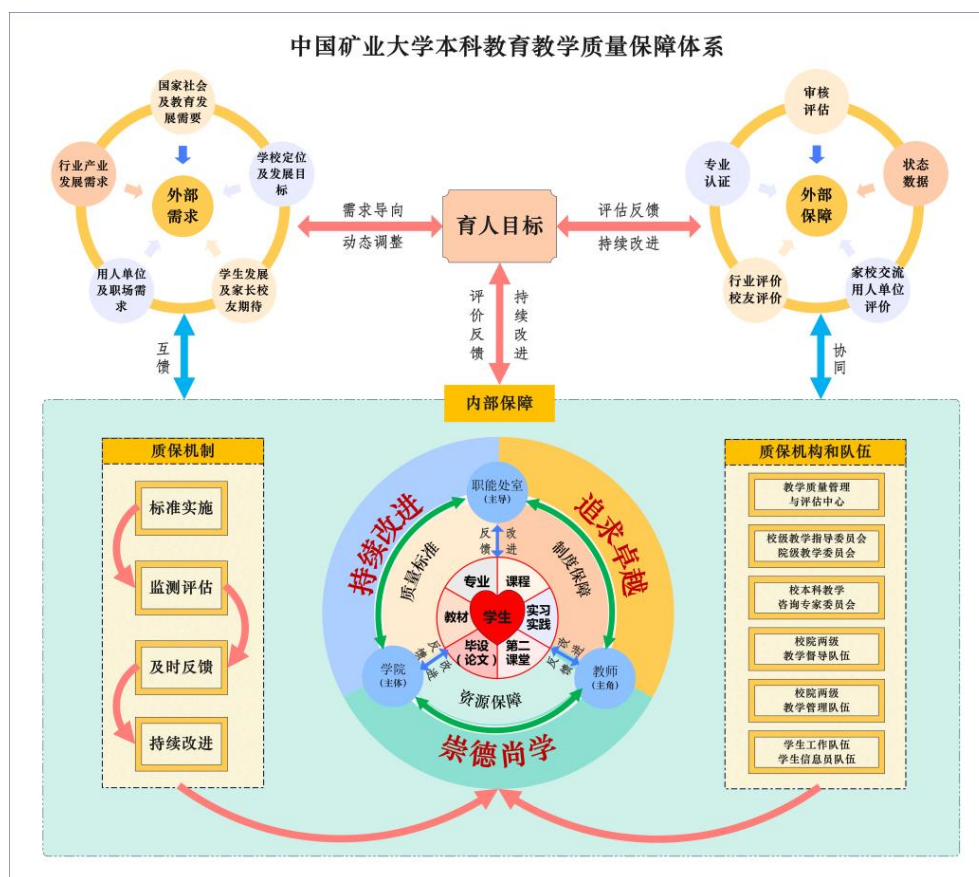 中国矿业大学本科教育教学质量保障体系
国家社会
及教育发
展需要
行业产业
发展需求
学校定位
及发展目
标
外部
需求
用人单位
及职场需
求
学生发展
及家长校
友期待
需求导向
动态调整
育人目标
评估反馈
持续改进
审核
评估
专业
认证
状态
数据
外部
保障
行业评价
校友评价
家校交流
用人单位
评价
互馈
评价反馈
持续改进
协同
内部保障
质保机制
标准实施
监测评估
及时反馈
持续改进
持续改进
追求卓越
崇德尚学
职能处室
(主导)
质量标准
制度保障
资源保障
反馈
改进
专业
课程
教材
学生
实习
实践
毕设
(论文)
第二
课堂
反馈
改进
反馈
改进
学院
(主体)
教师
(主角)
质保机构和队伍
教学质量管理
与评估中心
校级教学指导委员会
院级教学委员会
校本科教学
咨询专家委员会
校院两级
教学督导队伍
校院两级
教学管理队伍
学生工作队伍
学生信息员队伍